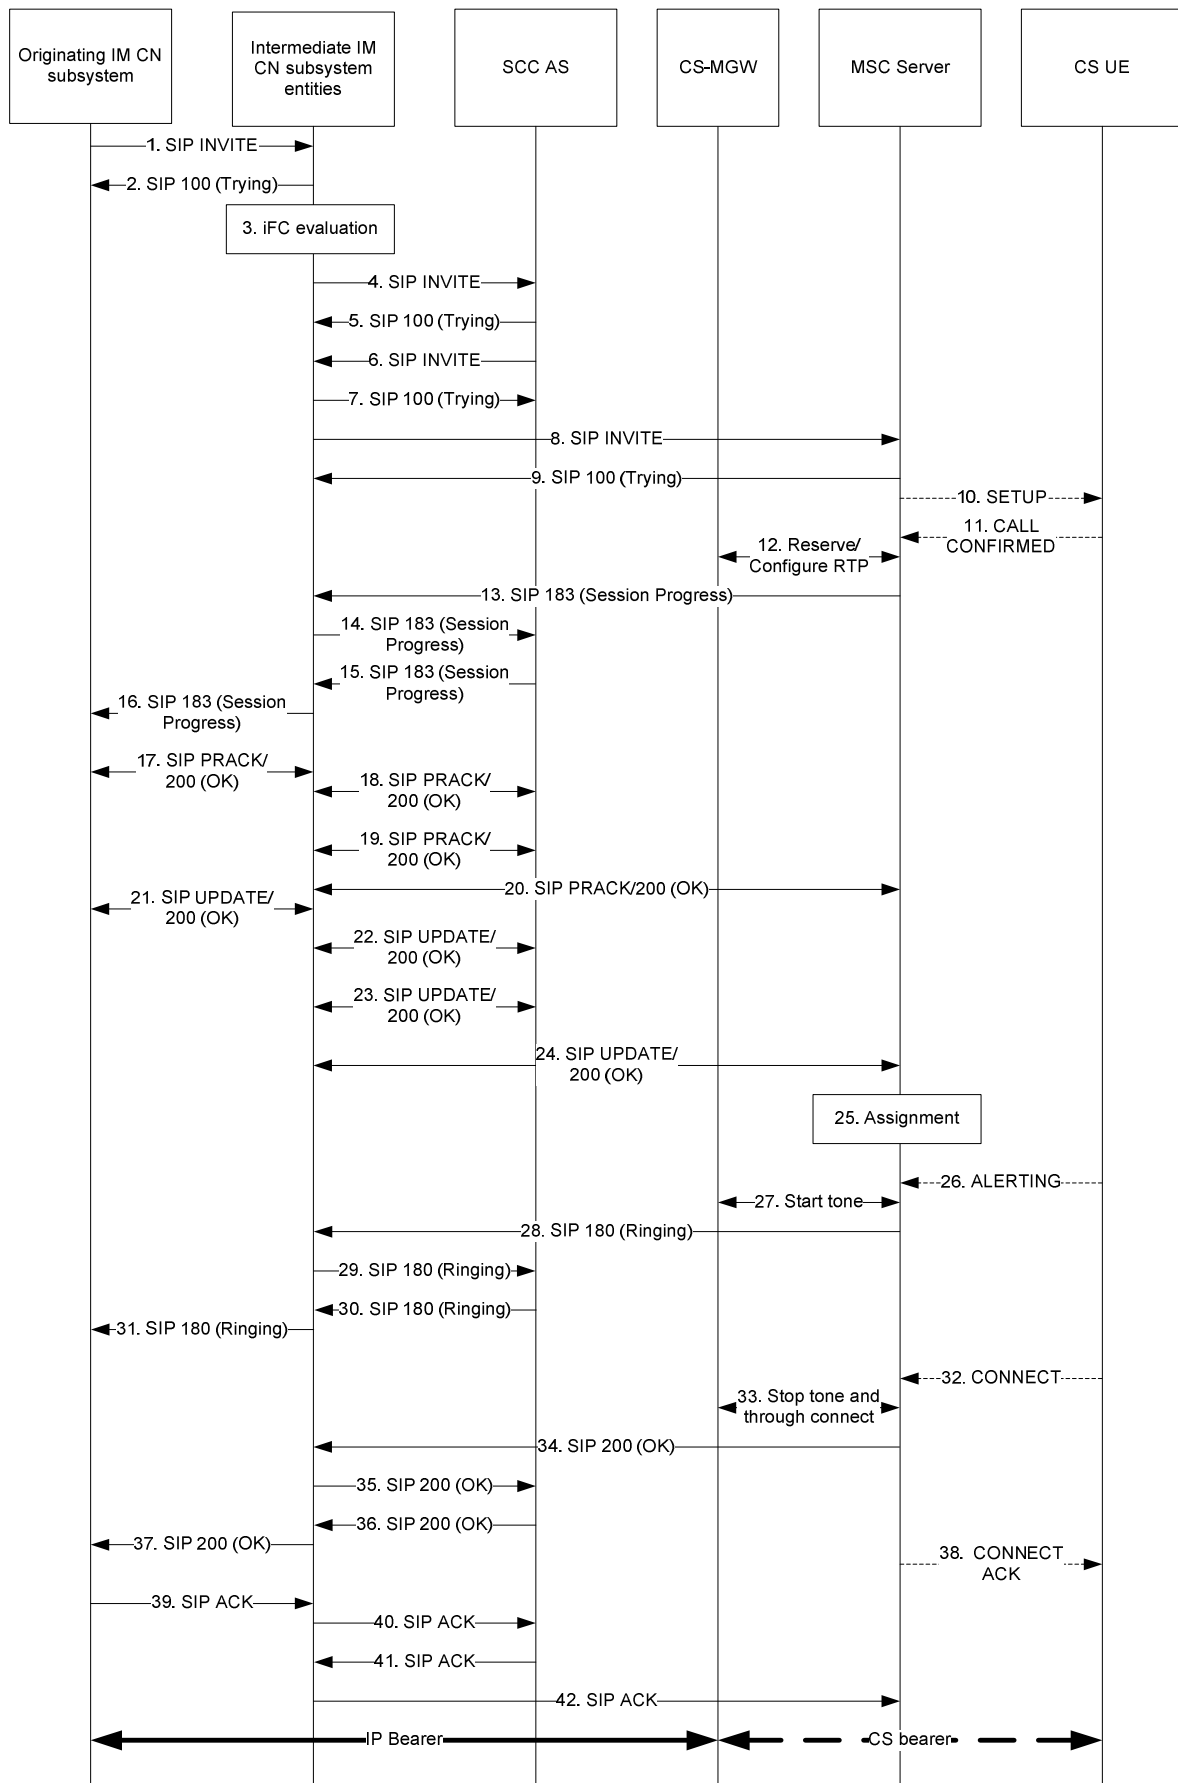 Originating IM CN
subsystem
Intermediate IM
CN subsystem
entities
SCC AS
CS-MGW
MSC Server
CS UE
1. SIP INVITE
2. SIP 100 (Trying)
3. iFC evaluation
4. SIP INVITE
5. SIP 100 (Trying)
6. SIP INVITE
7. SIP 100 (Trying)
8. SIP INVITE
9. SIP 100 (Trying)
10. SETUP
11. CALL
CONFIRMED
12. Reserve/
Configure RTP
13. SIP 183 (Session Progress)
14. SIP 183 (Session
Progress)
15. SIP 183 (Session
Progress)
16. SIP 183 (Session
Progress)
17. SIP PRACK/
200 (OK)
18. SIP PRACK/
200 (OK)
19. SIP PRACK/
200 (OK)
20. SIP PRACK/200 (OK)
21. SIP UPDATE/
200 (OK)
22. SIP UPDATE/
200 (OK)
23. SIP UPDATE/
200 (OK)
24. SIP UPDATE/
200 (OK)
25. Assignment
26. ALERTING
27. Start tone
28. SIP 180 (Ringing)
29. SIP 180 (Ringing)
30. SIP 180 (Ringing)
31. SIP 180 (Ringing)
32. CONNECT
33. Stop tone and
through connect
34. SIP 200 (OK)
35. SIP 200 (OK)
36. SIP 200 (OK)
37. SIP 200 (OK)
38. CONNECT
ACK
39. SIP ACK
40. SIP ACK
41. SIP ACK
42. SIP ACK
IP Bearer
CS bearer